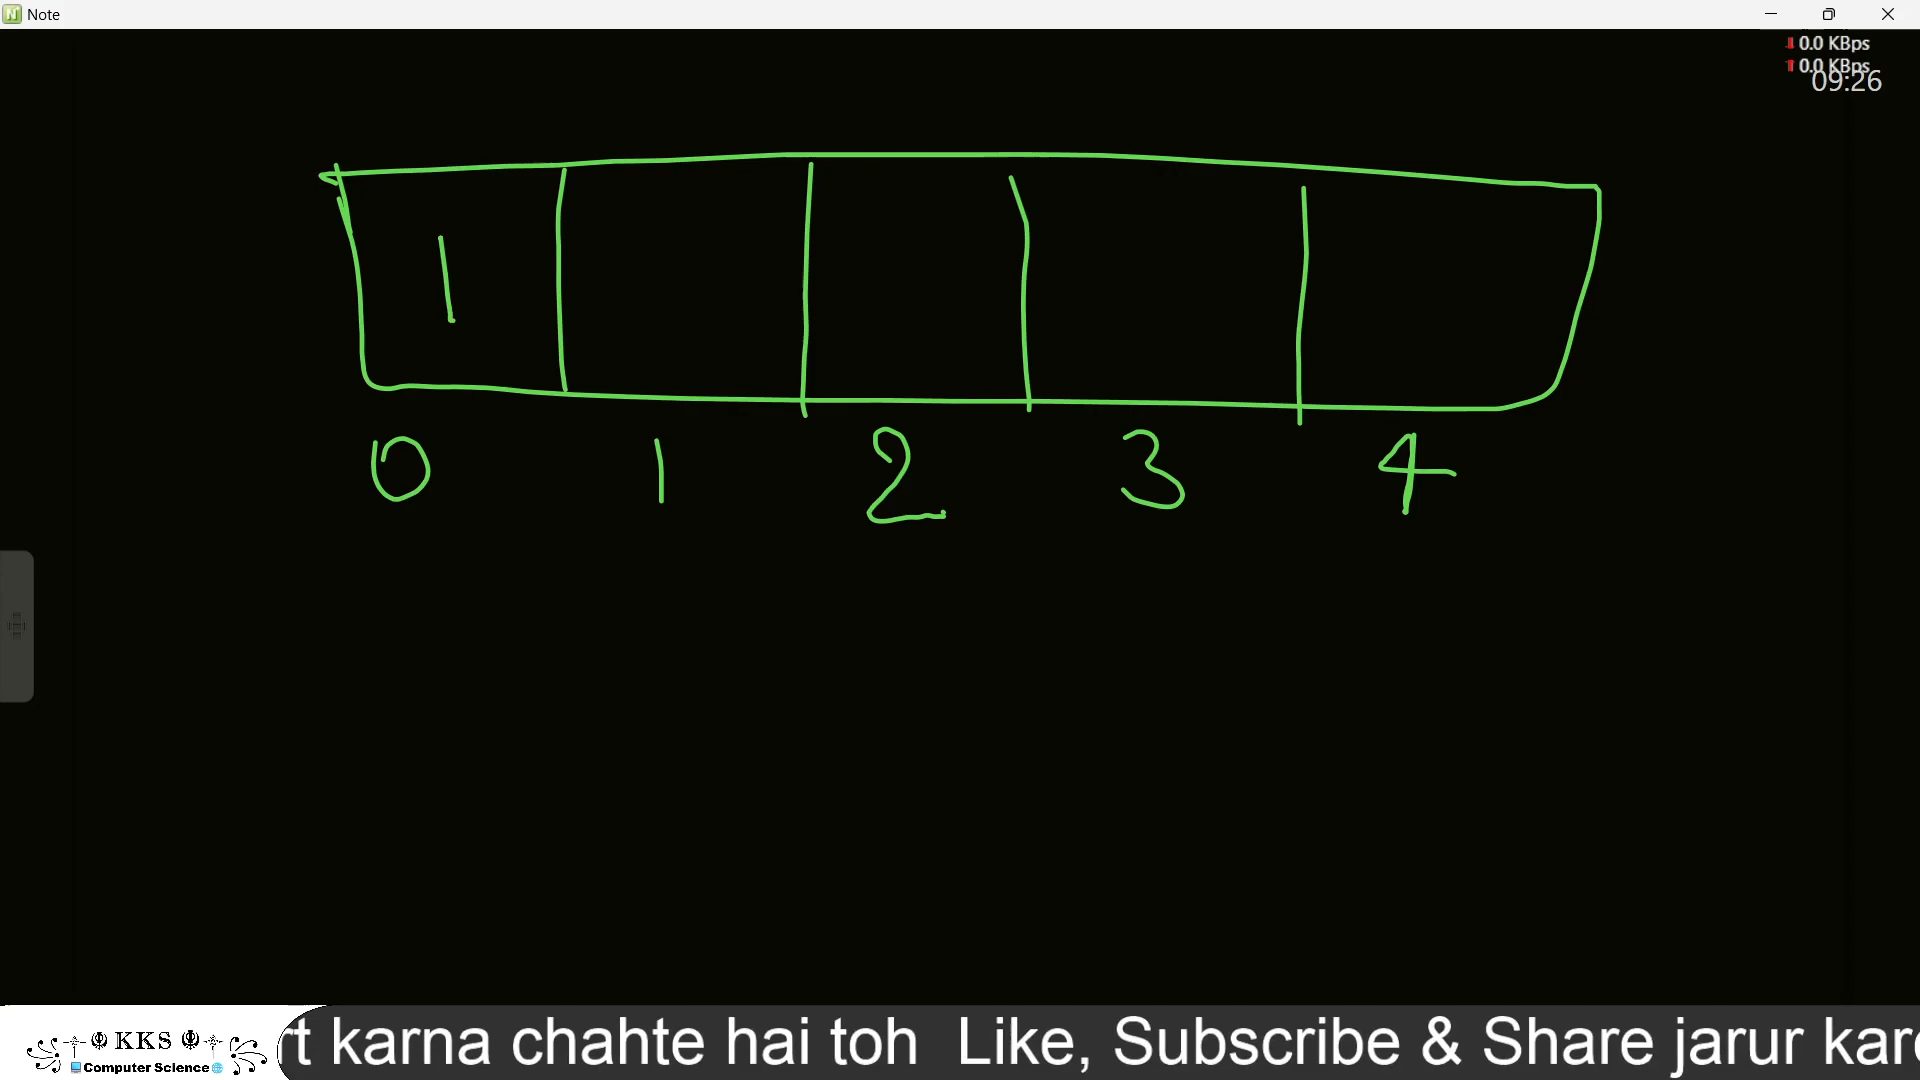 Note
0.0 KBps
0.0 KBps
09:26
1
0 1 2 3 4
KKS
Computer Science
rt karna chahte hai toh Like, Subscribe & Share jarur kar